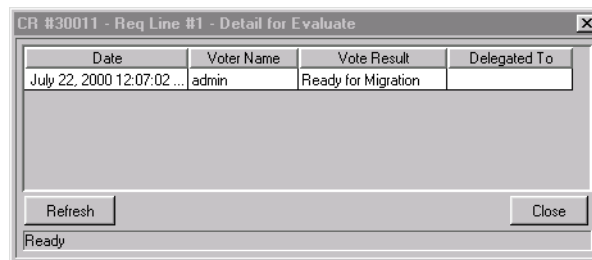 CR #30011 - Req Line #1 - Detail for Evaluate
Date Voter Name Vote Result Delegated To
July 22, 2000 12:07:02 ... admin Ready for Migration
Refresh Close
Ready